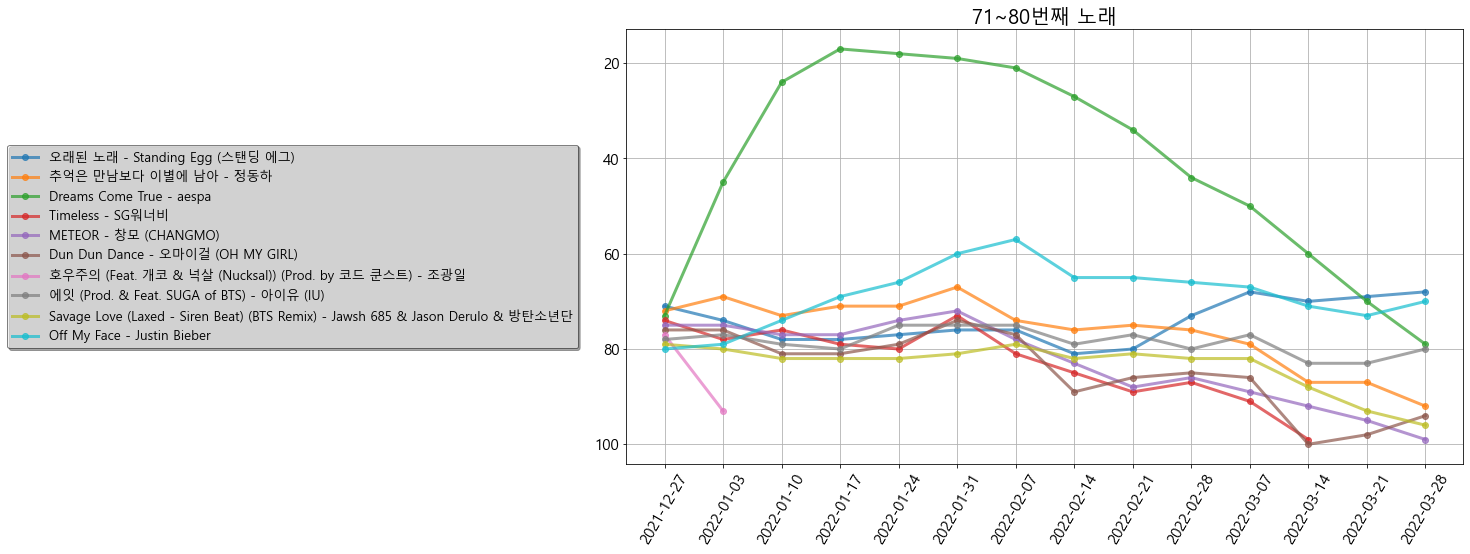 71~80번째 노래
오래된 노래 - Standing Egg (스탠딩 에그)
추억은 만남보다 이별에 남아 - 정동하
Dreams Come True - aespa
Timeless - SG워너비
METEOR - 창모 (CHANGMO)
Dun Dun Dance - 오마이걸 (OH MY GIRL)
호우주의 (Feat. 개코 & 넉살 (Nucksal)) (Prod. by 코드 쿤스트) - 조광일
에잇 (Prod. & Feat. SUGA of BTS) - 아이유 (IU)
Savage Love (Laxed - Siren Beat) (BTS Remix) - Jawsh 685 & Jason Derulo & 방탄소년단
Off My Face - Justin Bieber
20
40
60
80
100
2021-12-27
2022-01-03
2022-01-10
2022-01-17
2022-01-24
2022-01-31
2022-02-07
2022-02-14
2022-02-21
2022-02-28
2022-03-07
2022-03-14
2022-03-21
2022-03-28